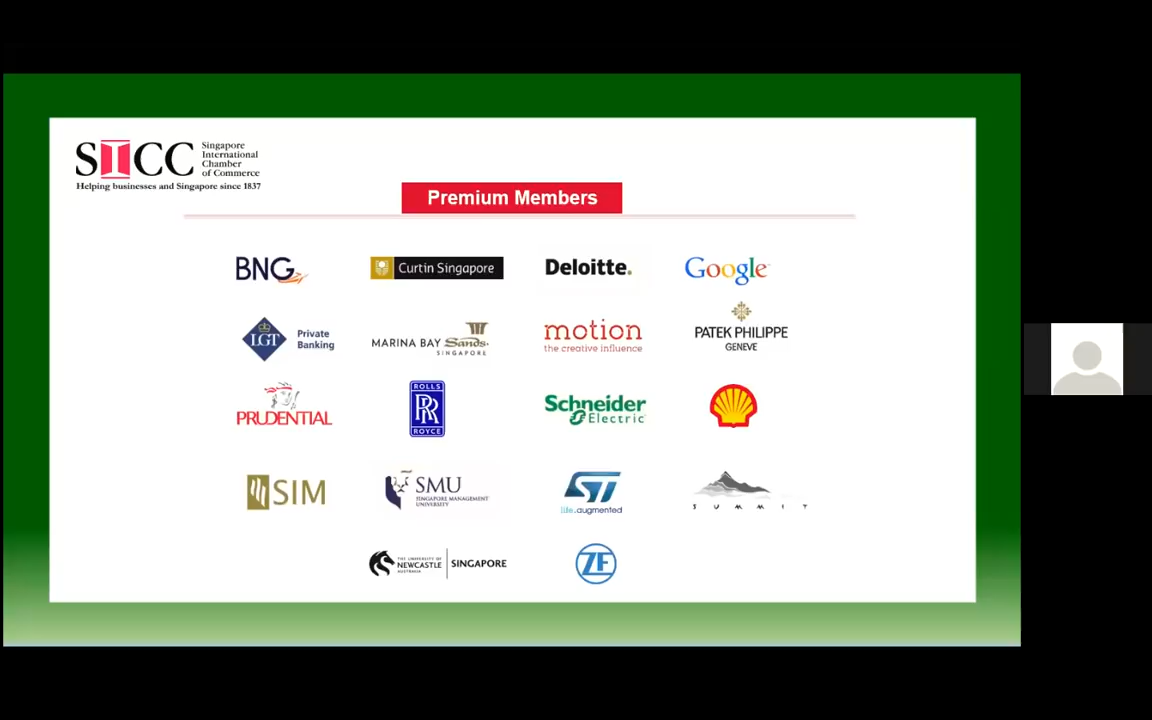 SICC
Singapore
International
Chamber
of Commerce
Helping businesses and Singapore since 1837
Premium Members
BNG
Curtin Singapore
Deloitte.
Google
LGT
Private
Banking
MARINA BAY Sands
SINGAPORE
motion
the creative influence
PATEK PHILIPPE
GENEVE
PRUDENTIAL
ROLLS
RR
ROYCE
Schneider
Electric
SIM
SMU
SINGAPORE MANAGEMENT
UNIVERSITY
ST
life.augmented
SUMMIT
THE UNIVERSITY OF
NEWCASTLE
AUSTRALIA
SINGAPORE
ZF